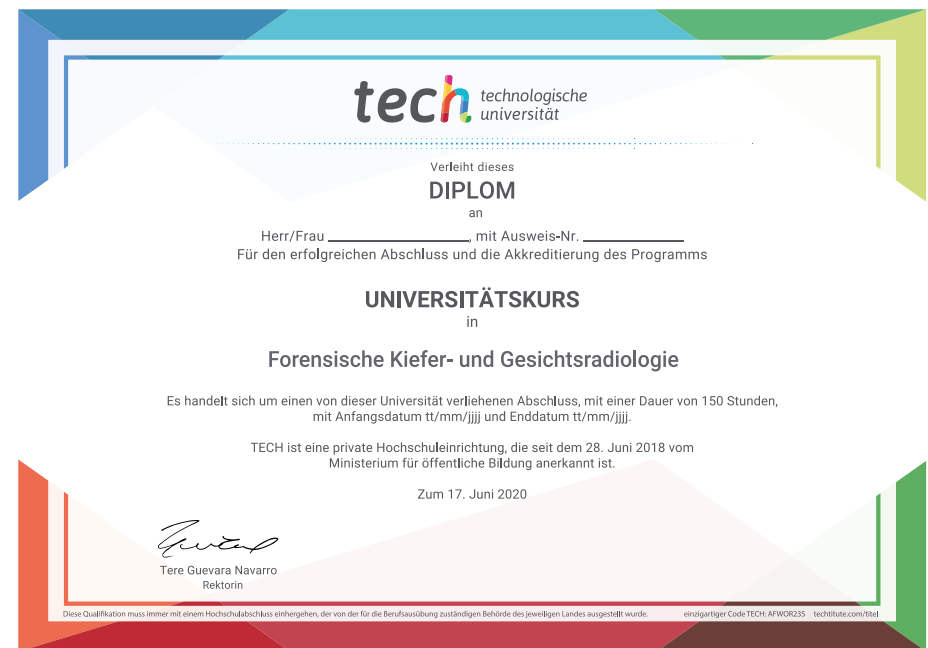 tech technologische
universität
Verleiht dieses
DIPLOM
an
Herr/Frau ____________, mit Ausweis-Nr. ____________
Für den erfolgreichen Abschluss und die Akkreditierung des Programms
UNIVERSITÄTSKURS
in
Forensische Kiefer- und Gesichtsradiologie
Es handelt sich um einen von dieser Universität verliehenen Abschluss, mit einer Dauer von 150 Stunden,
mit Anfangsdatum tt/mm/jjjj und Enddatum tt/mm/jjjj.
TECH ist eine private Hochschuleinrichtung, die seit dem 28. Juni 2018 vom
Ministerium für öffentliche Bildung anerkannt ist.
Zum 17. Juni 2020
Tere Guevara Navarro
Rektorin
Diese Qualifikation muss immer mit einem Hochschulabschluss einhergehen, der von der für die Berufsausübung zuständigen Behörde des jeweiligen Landes ausgestellt wurde. einzigartiger Code TECH: AFWOR23S techtitute.com/titel